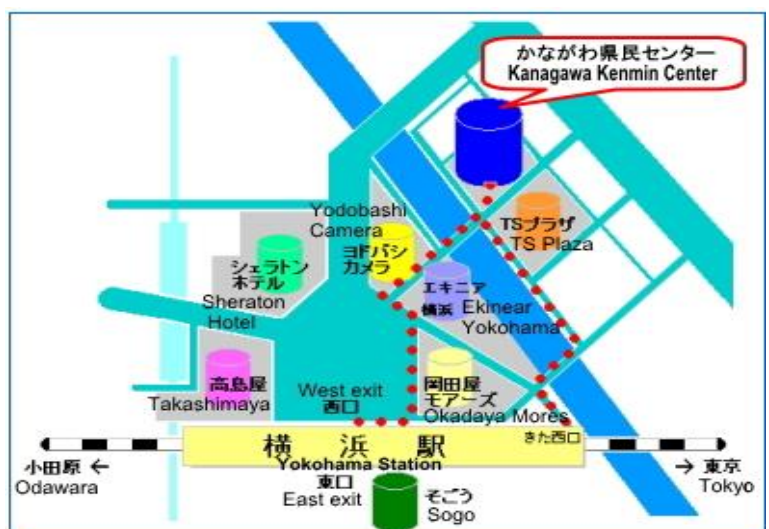 かながわ県民センター
Kanagawa Kenmin Center
Yodobashi
Camera
ヨドバシ
カメラ
TSプラザ
TS Plaza
シェラトン
ホテル
Sheraton
Hotel
エキニア
横浜
Ekinear
Yokohama
高島屋
Takashimaya
West exit
西口
岡田屋
モアーズ
Okadaya Mores
きた西口
横浜駅
Yokohama Station
小田原 ←
Odawara
→ 東京
Tokyo
東口
East exit
そごう
Sogo